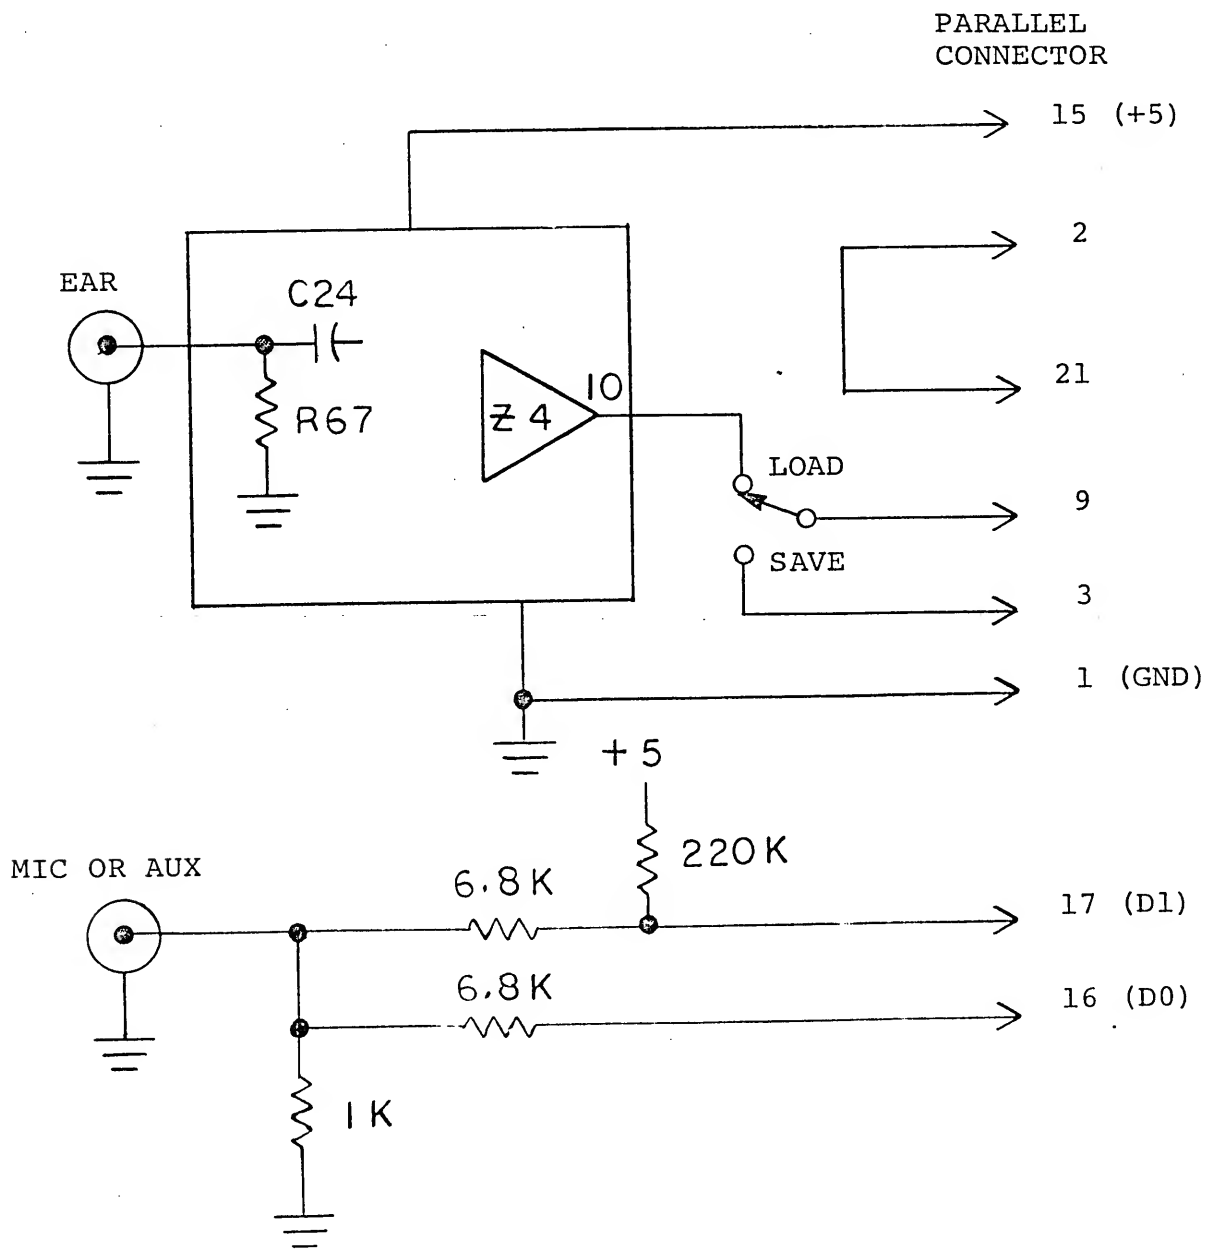 PARALLEL
CONNECTOR
15 (+5)
2
EAR
C24
21
10
Z 4
R67
LOAD
9
SAVE
3
1 (GND)
+5
220K
MIC OR AUX
6.8K
17 (D1)
6.8K
16 (D0)
1K